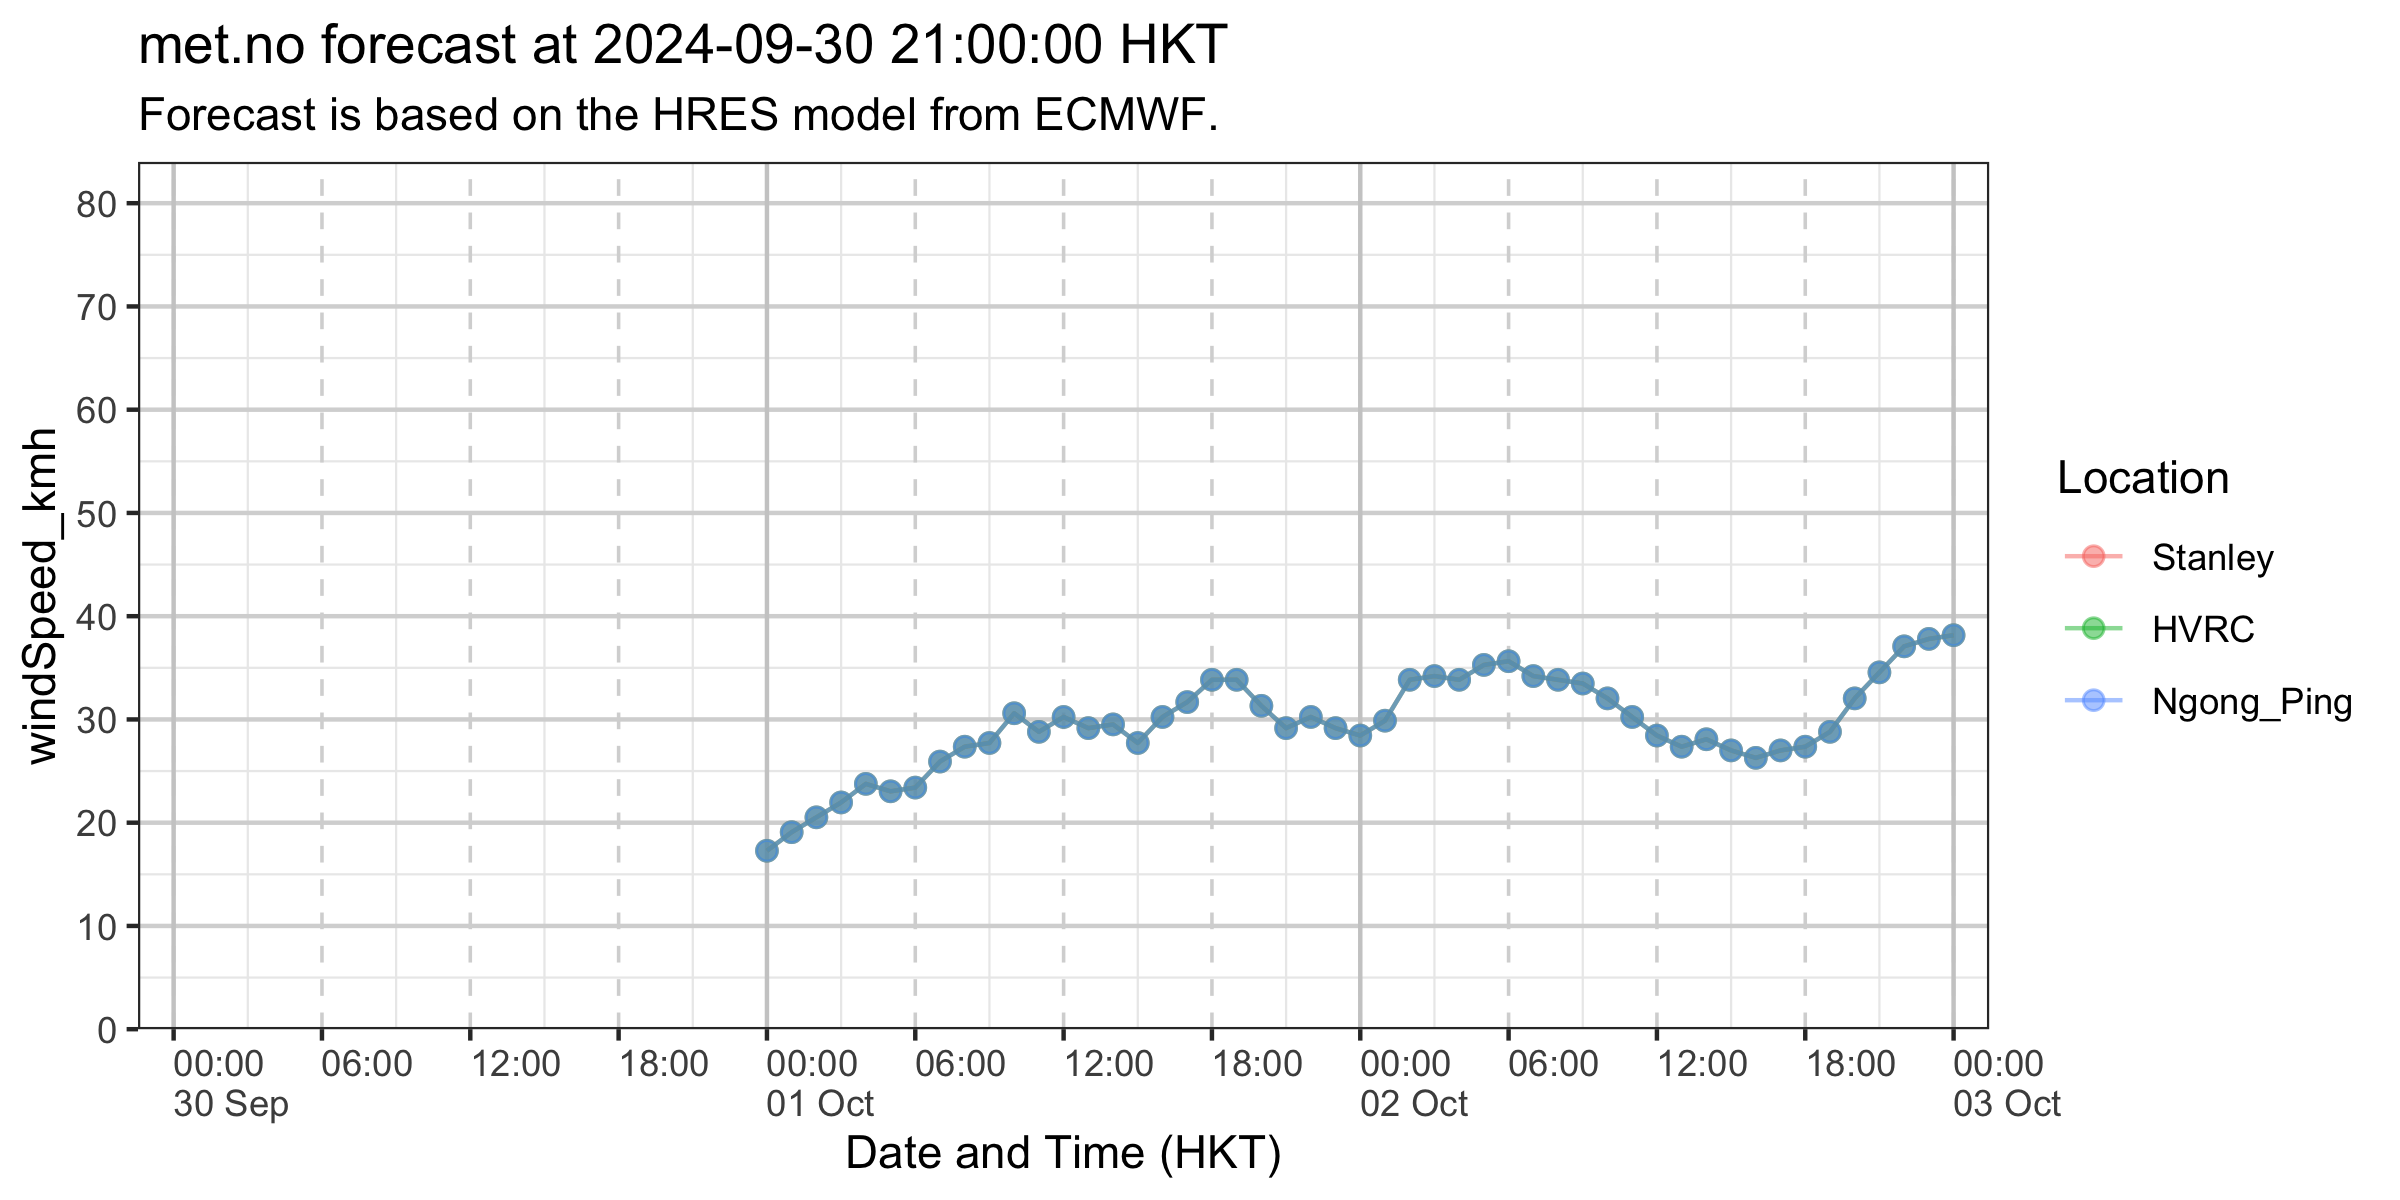 met.no forecast at 2024-09-30 21:00:00 HKT
Forecast is based on the HRES model from ECMWF.
windSpeed_kmh
80
70
60
50
40
30
20
10
0
00:00 06:00 12:00 18:00 00:00 06:00 12:00 18:00 00:00 06:00 12:00 18:00 00:00
30 Sep 01 Oct 02 Oct 03 Oct
Date and Time (HKT)
Location
Stanley
HVRC
Ngong_Ping